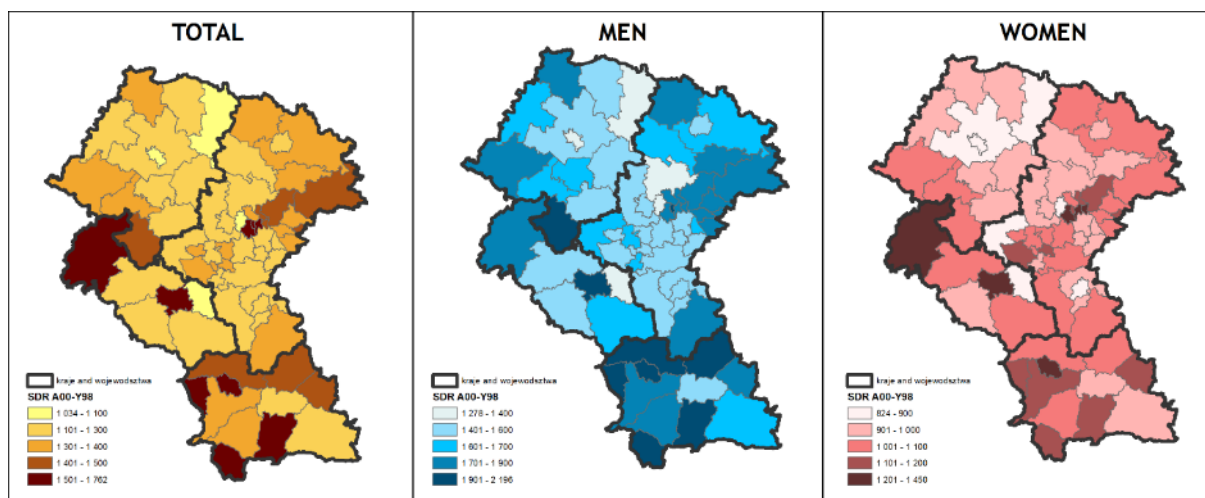 TOTAL
kraje and wojewodsztwa
SDR A00-Y98
1 034 - 1 100
1 101 - 1 300
1 301 - 1 400
1 401 - 1 500
1 501 - 1 762
MEN
kraje and wojewodsztwa
SDR A00-Y98
1 278 - 1 400
1 401 - 1 600
1 601 - 1 700
1 701 - 1 900
1 901 - 2 196
WOMEN
kraje and wojewodsztwa
SDR A00-Y98
824 - 900
901 - 1 000
1 001 - 1 100
1 101 - 1 200
1 201 - 1 450